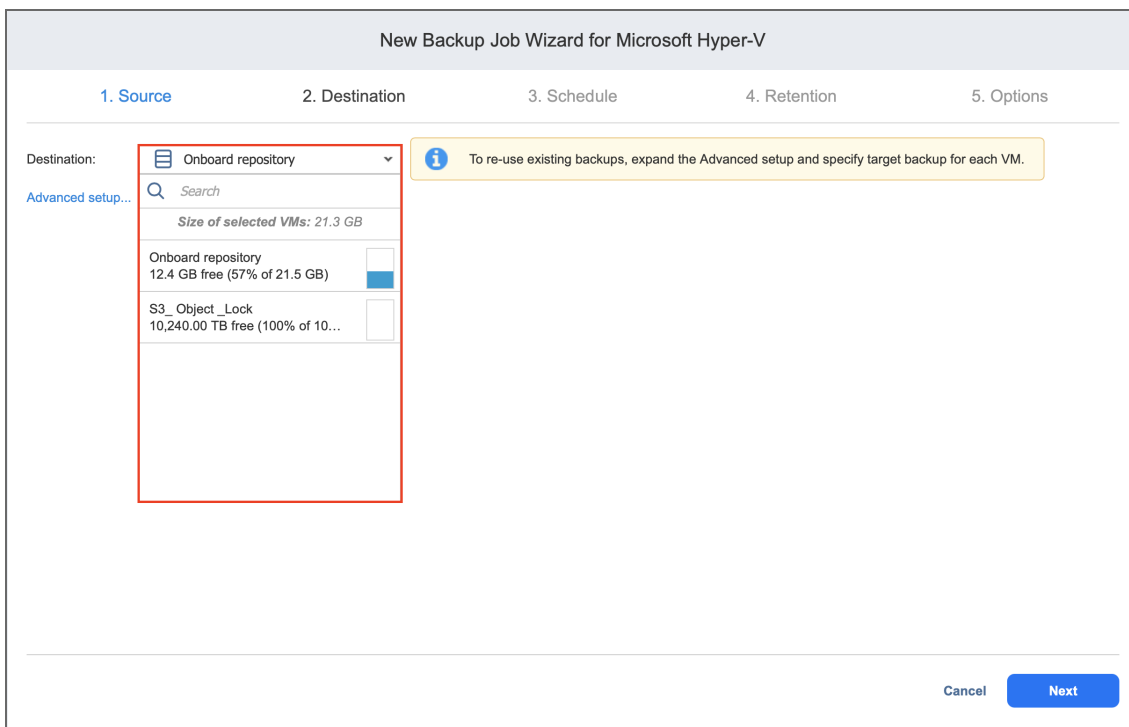 New Backup Job Wizard for Microsoft Hyper-V
1. Source
2. Destination
3. Schedule
4. Retention
5. Options
Destination:
Onboard repository
To re-use existing backups, expand the Advanced setup and specify target backup for each VM.
Advanced setup...
Search
Size of selected VMs: 21.3 GB
Onboard repository
12.4 GB free (57% of 21.5 GB)
S3_ Object _Lock
10,240.00 TB free (100% of 10...
Cancel
Next